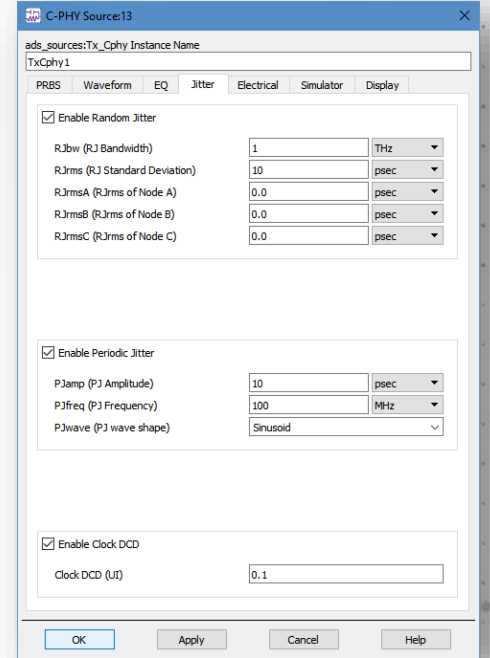 C-PHY Source:13
ads_sources:Tx_Cphy Instance Name
TxCphy1
PRBS Waveform EQ Jitter Electrical Simulator Display
Enable Random Jitter
RJbw (RJ Bandwidth) 1 THz
RJrms (RJ Standard Deviation) 10 psec
RJrmsA (RJrms of Node A) 0.0 psec
RJrmsB (RJrms of Node B) 0.0 psec
RJrmsC (RJrms of Node C) 0.0 psec
Enable Periodic Jitter
PJamp (PJ Amplitude) 10 psec
PJfreq (PJ Frequency) 100 MHz
PJwave (PJ wave shape) Sinusoid
Enable Clock DCD
Clock DCD (UI) 0.1
OK Apply Cancel Help